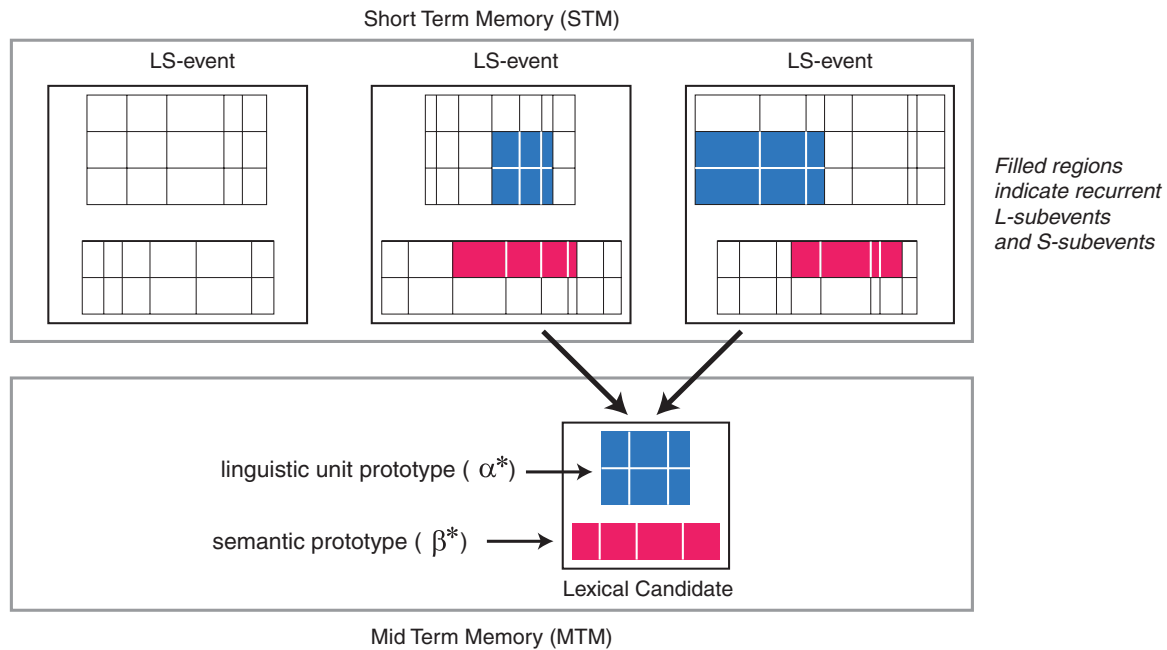 Short Term Memory (STM)
LS-event
LS-event
LS-event
Filled regions
indicate recurrent
L-subevents
and S-subevents
linguistic unit prototype ( α*)
semantic prototype ( β*)
Lexical Candidate
Mid Term Memory (MTM)